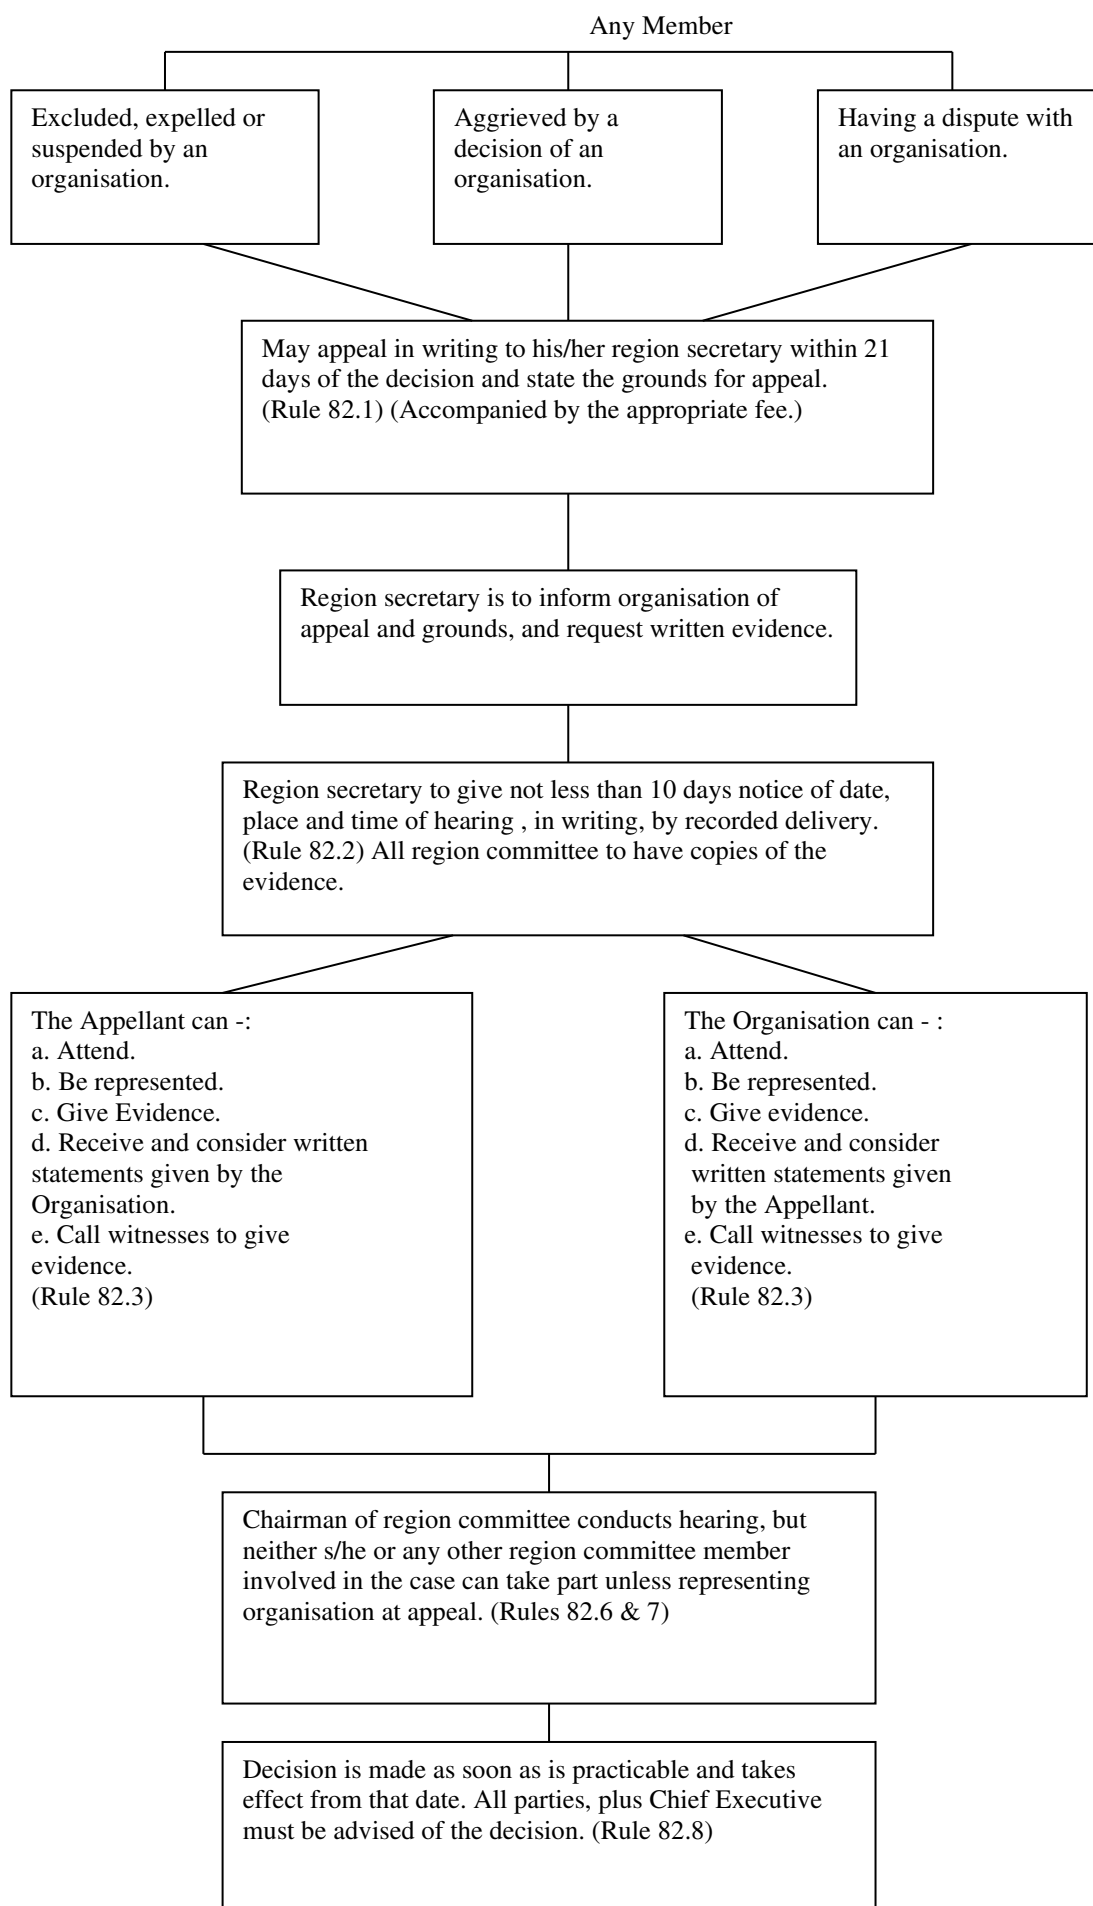 Any Member
Excluded, expelled or
suspended by an
organisation.
Aggrieved by a
decision of an
organisation.
Having a dispute with
an organisation.
May appeal in writing to his/her region secretary within 21
days of the decision and state the grounds for appeal.
(Rule 82.1) (Accompanied by the appropriate fee.)
Region secretary is to inform organisation of
appeal and grounds, and request written evidence.
Region secretary to give not less than 10 days notice of date,
place and time of hearing , in writing, by recorded delivery.
(Rule 82.2) All region committee to have copies of the
evidence.
The Appellant can -:
a. Attend.
b. Be represented.
c. Give Evidence.
d. Receive and consider written
statements given by the
Organisation.
e. Call witnesses to give
evidence.
(Rule 82.3)
The Organisation can - :
a. Attend.
b. Be represented.
c. Give evidence.
d. Receive and consider
written statements given
by the Appellant.
e. Call witnesses to give
evidence.
(Rule 82.3)
Chairman of region committee conducts hearing, but
neither s/he or any other region committee member
involved in the case can take part unless representing
organisation at appeal. (Rules 82.6 & 7)
Decision is made as soon as is practicable and takes
effect from that date. All parties, plus Chief Executive
must be advised of the decision. (Rule 82.8)